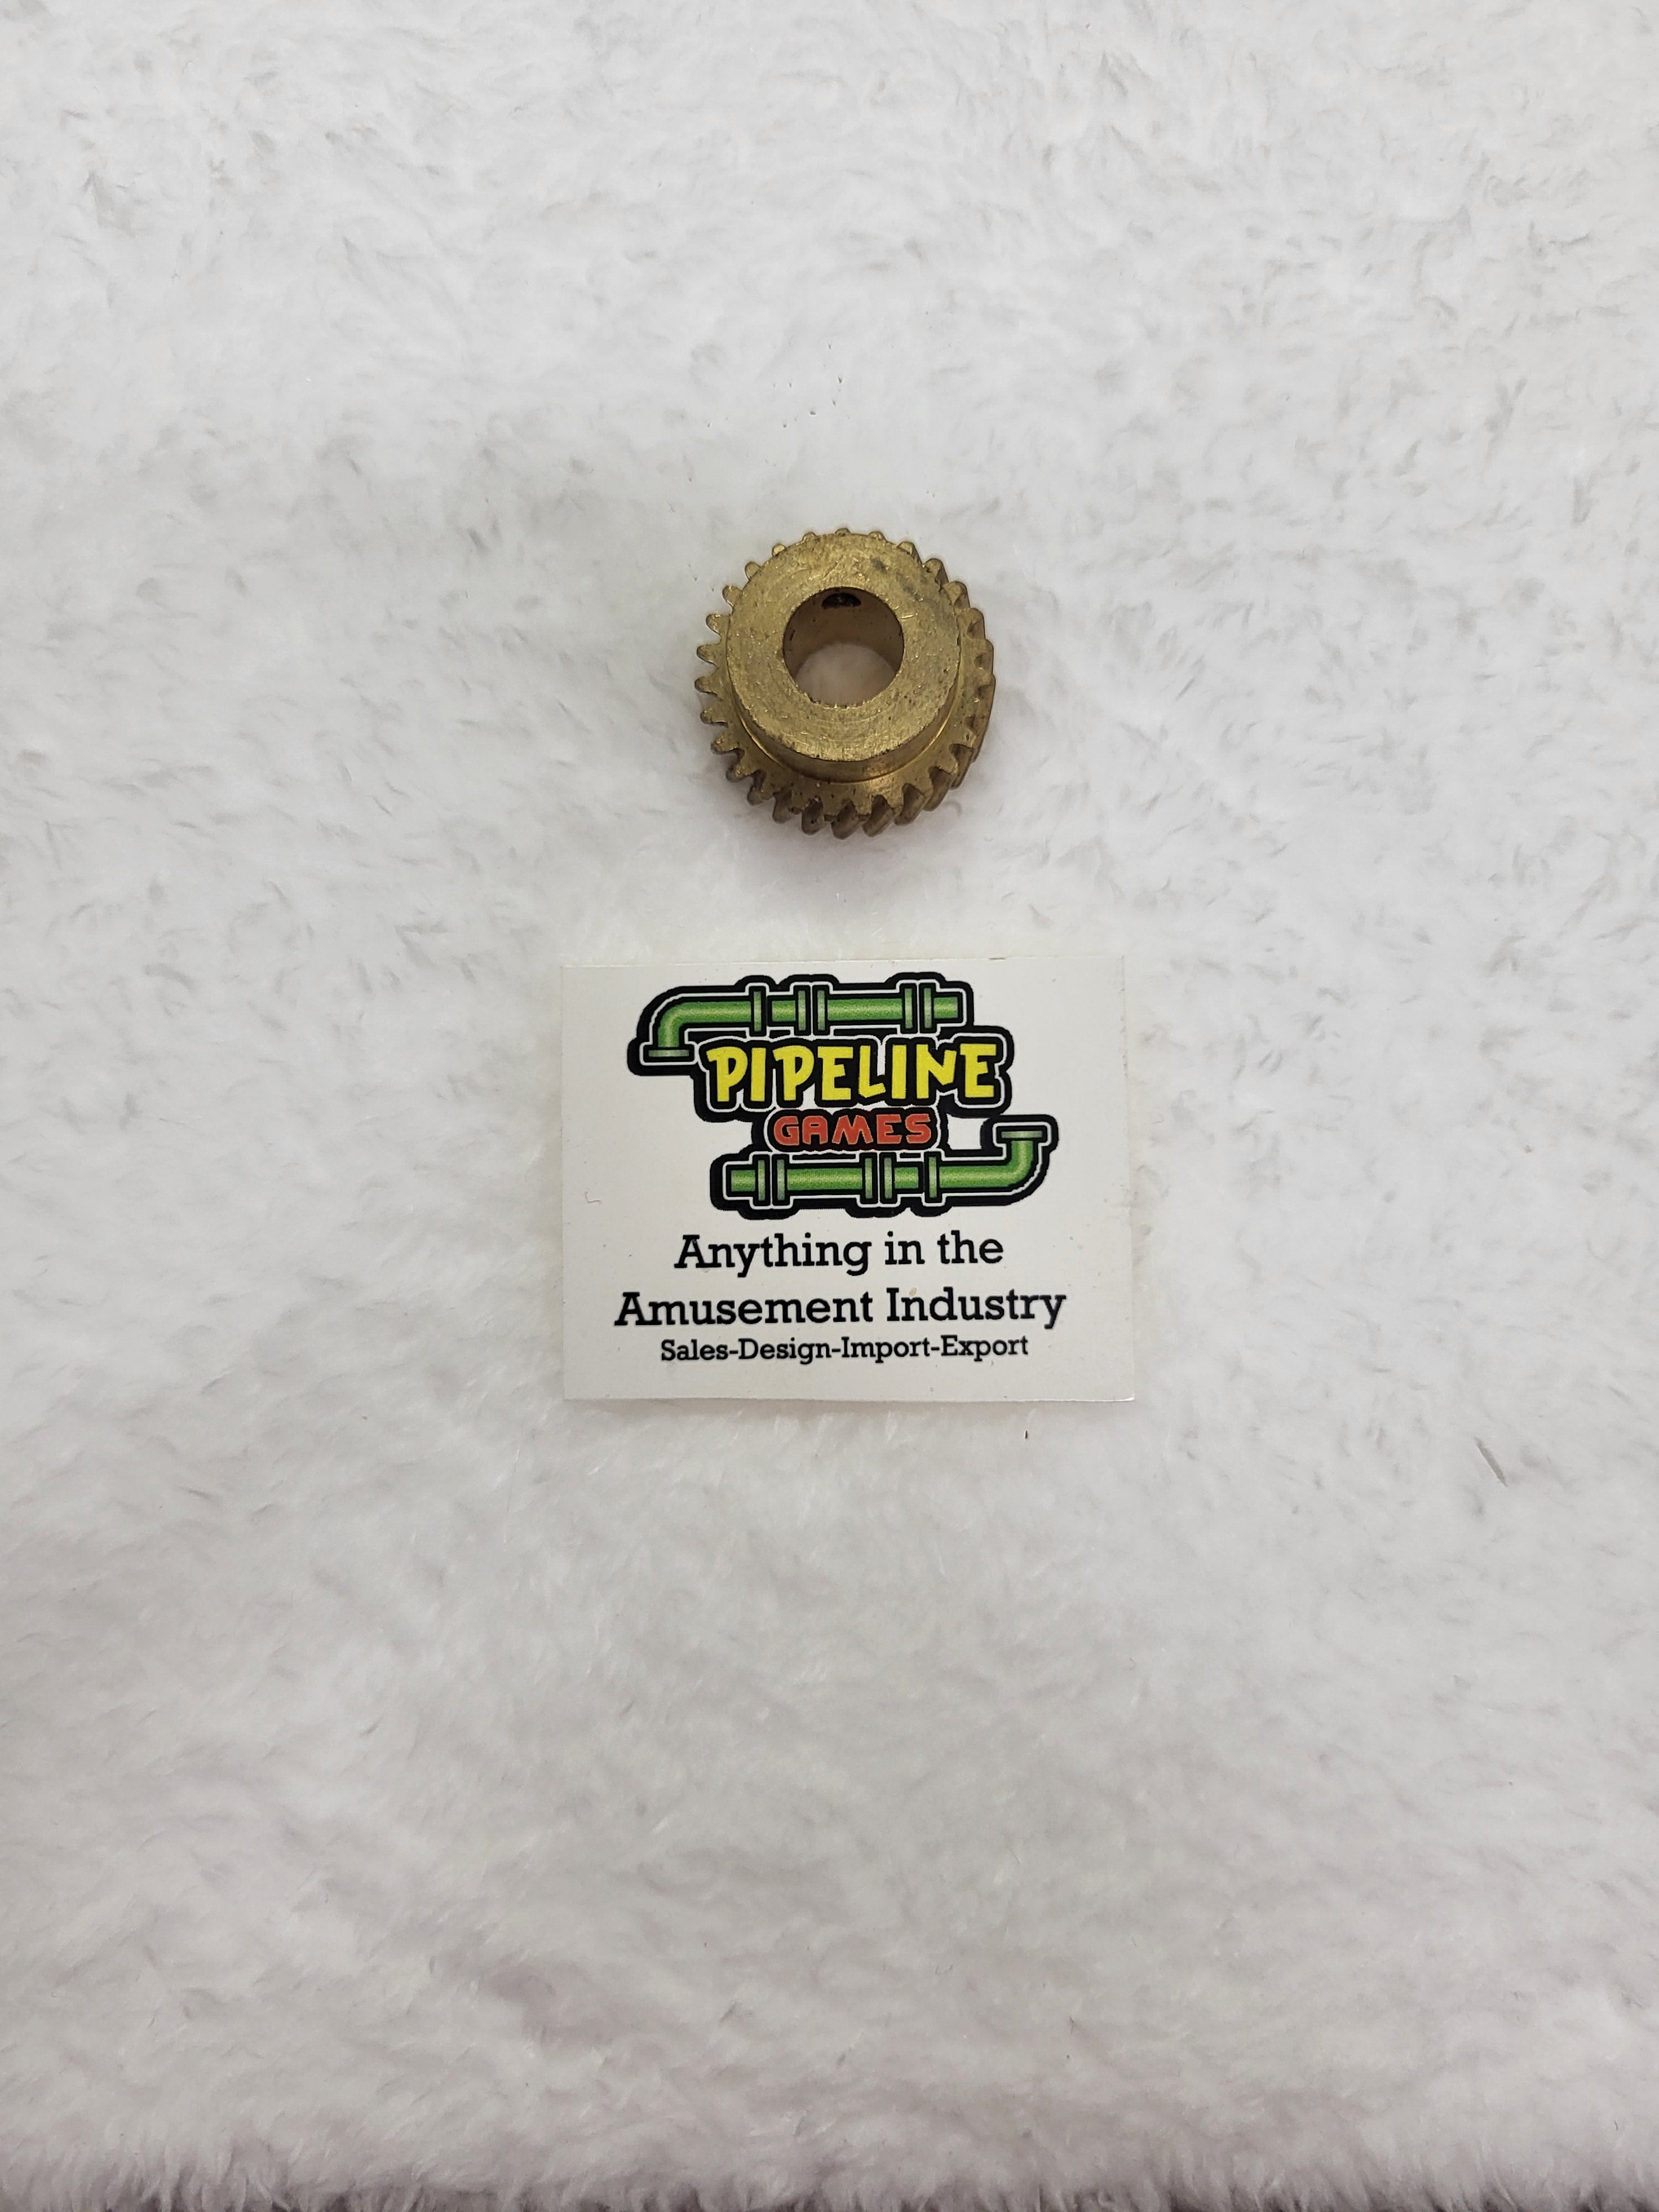 PIPELINE
GAMES
Anything in the
Amusement Industry
Sales-Design-Import-Export